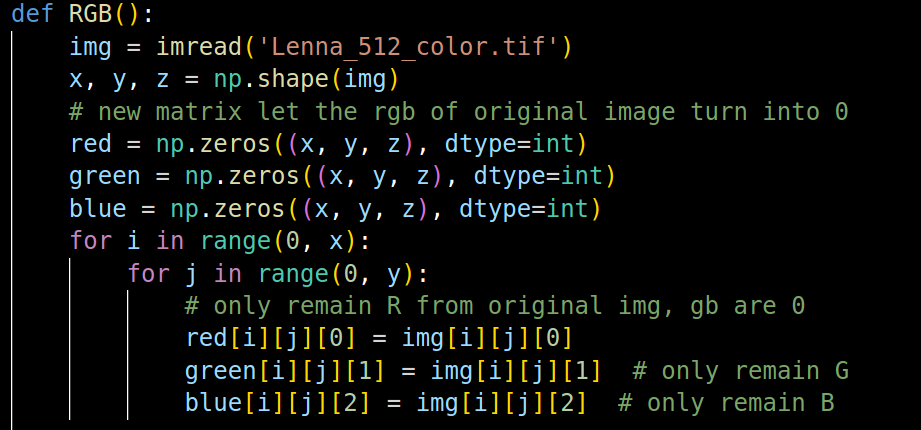 def RGB():
    img = imread('Lenna_512_color.tif')
    x, y, z = np.shape(img)
    # new matrix let the rgb of original image turn into 0
    red = np.zeros((x, y, z), dtype=int)
    green = np.zeros((x, y, z), dtype=int)
    blue = np.zeros((x, y, z), dtype=int)
    for i in range(0, x):
        for j in range(0, y):
            # only remain R from original img, gb are 0
            red[i][j][0] = img[i][j][0]
            green[i][j][1] = img[i][j][1]  # only remain G
            blue[i][j][2] = img[i][j][2]  # only remain B